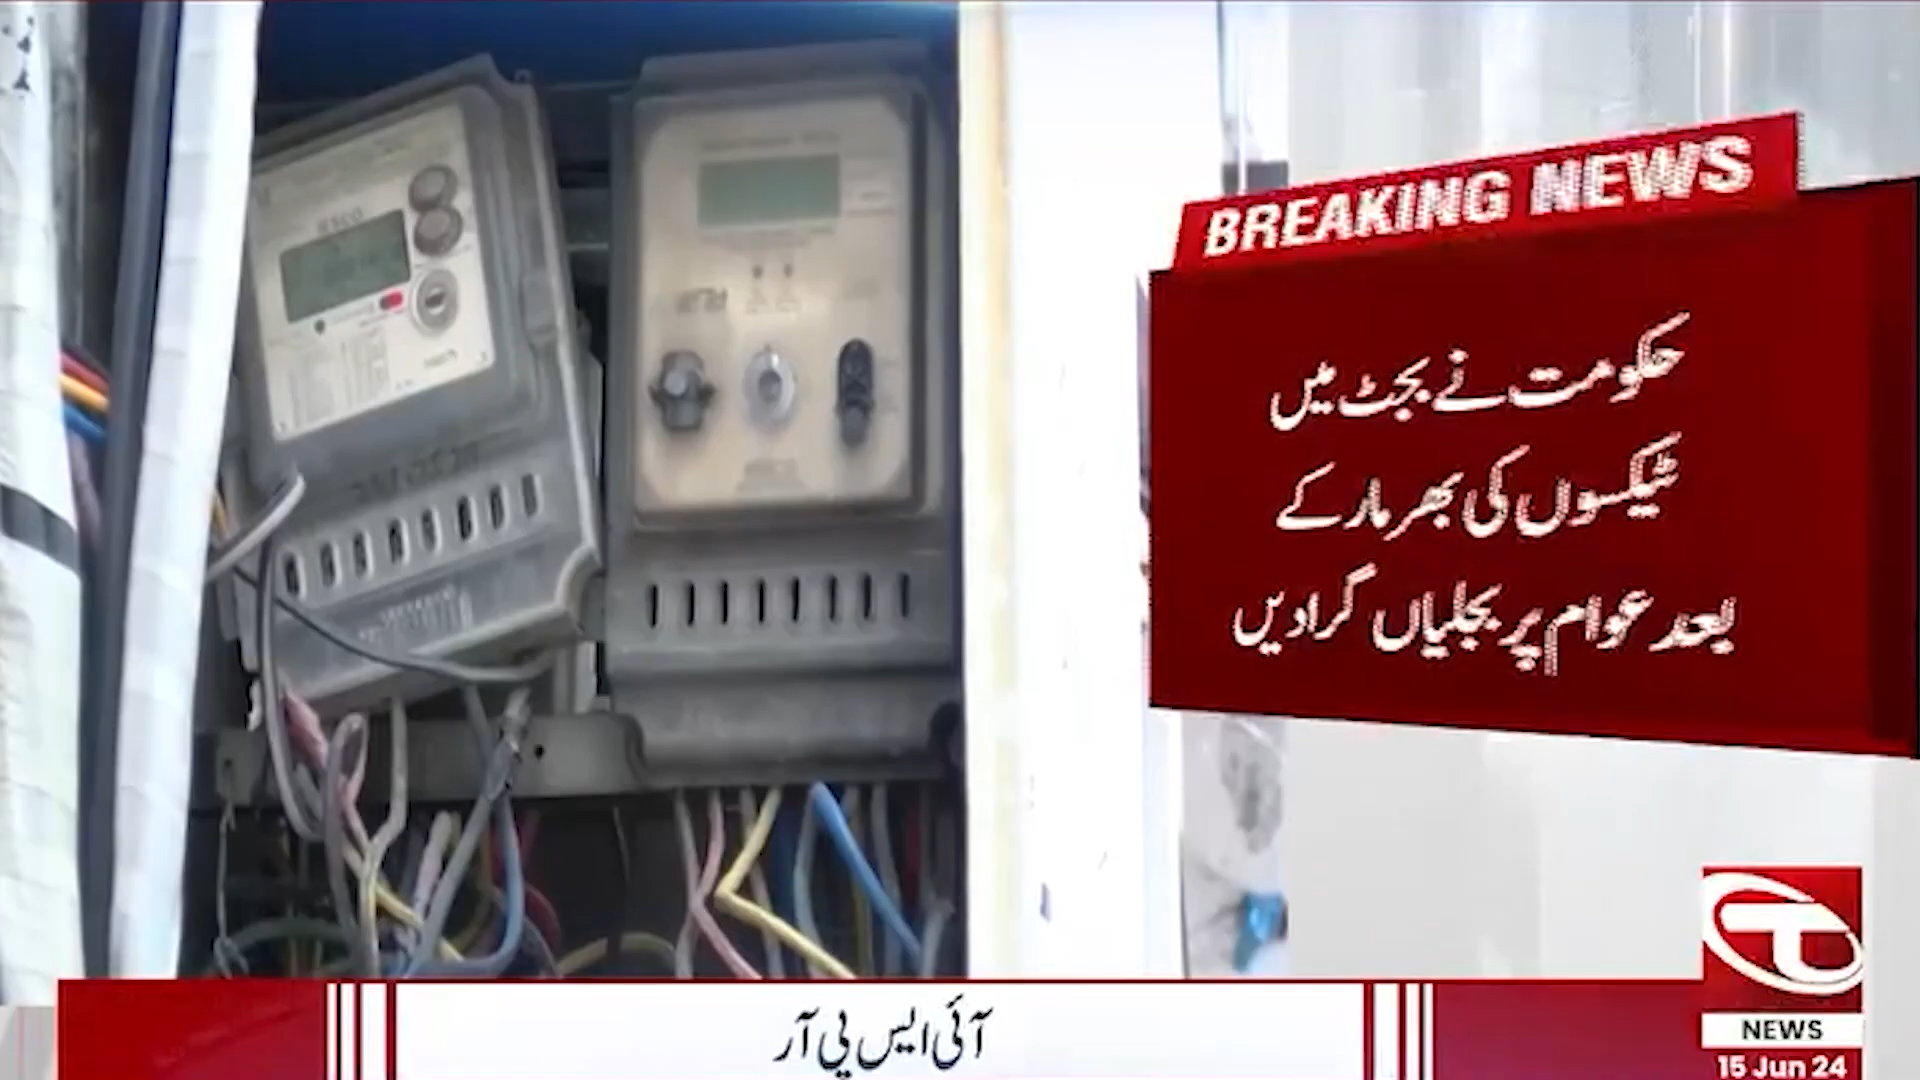 BREAKING NEWS
حکومت نے بجٹ میں
ٹیکسوں کی بھرمار کے
بعد عوام پر بجلیاں گرادیں
آئی ایس پی آر
NEWS
15 Jun 24